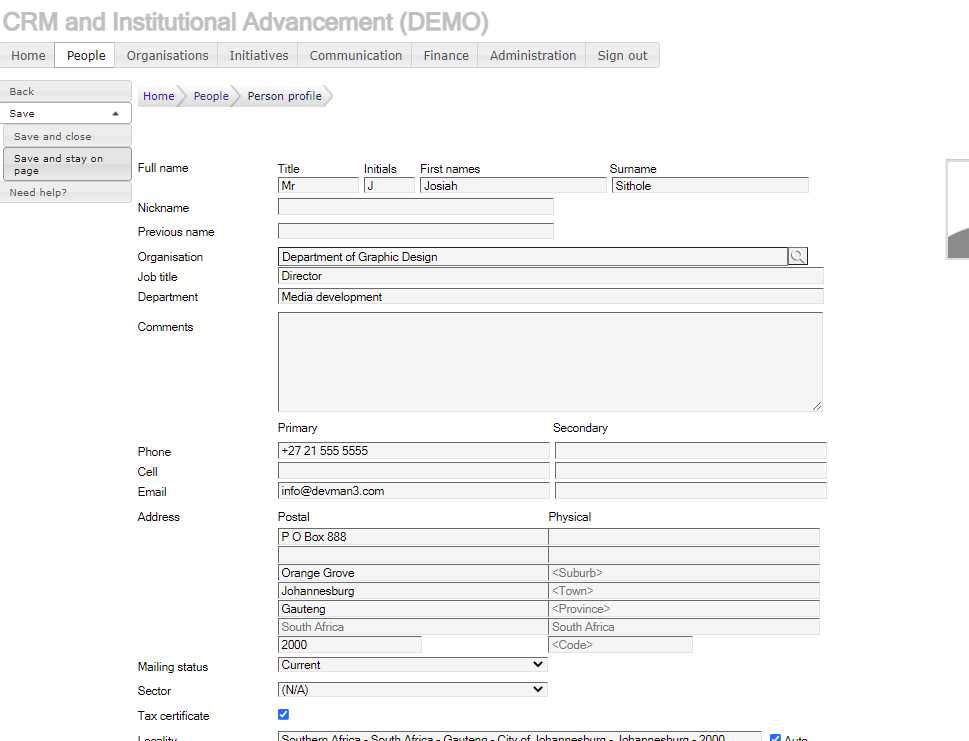 CRM and Institutional Advancement (DEMO)
Home People Organisations Initiatives Communication Finance Administration Sign out
Back
Save
Save and close
Save and stay on
page
Need help?
Home People Person profile
Full name
Title Initials First names Surname
Mr J Josiah Sithole
Nickname
Previous name
Organisation Department of Graphic Design
Job title Director
Department Media development
Comments
Primary Secondary
Phone +27 21 555 5555
Cell
Email info@devman3.com
Address Postal Physical
P O Box 888
Orange Grove <Suburb>
Johannesburg <Town>
Gauteng <Province>
South Africa South Africa
2000 <Code>
Mailing status Current
Sector (N/A)
Tax certificate
Locality Southern Africa - South Africa - Gauteng - City of Johannesburg - Johannesburg - 2000 Auto